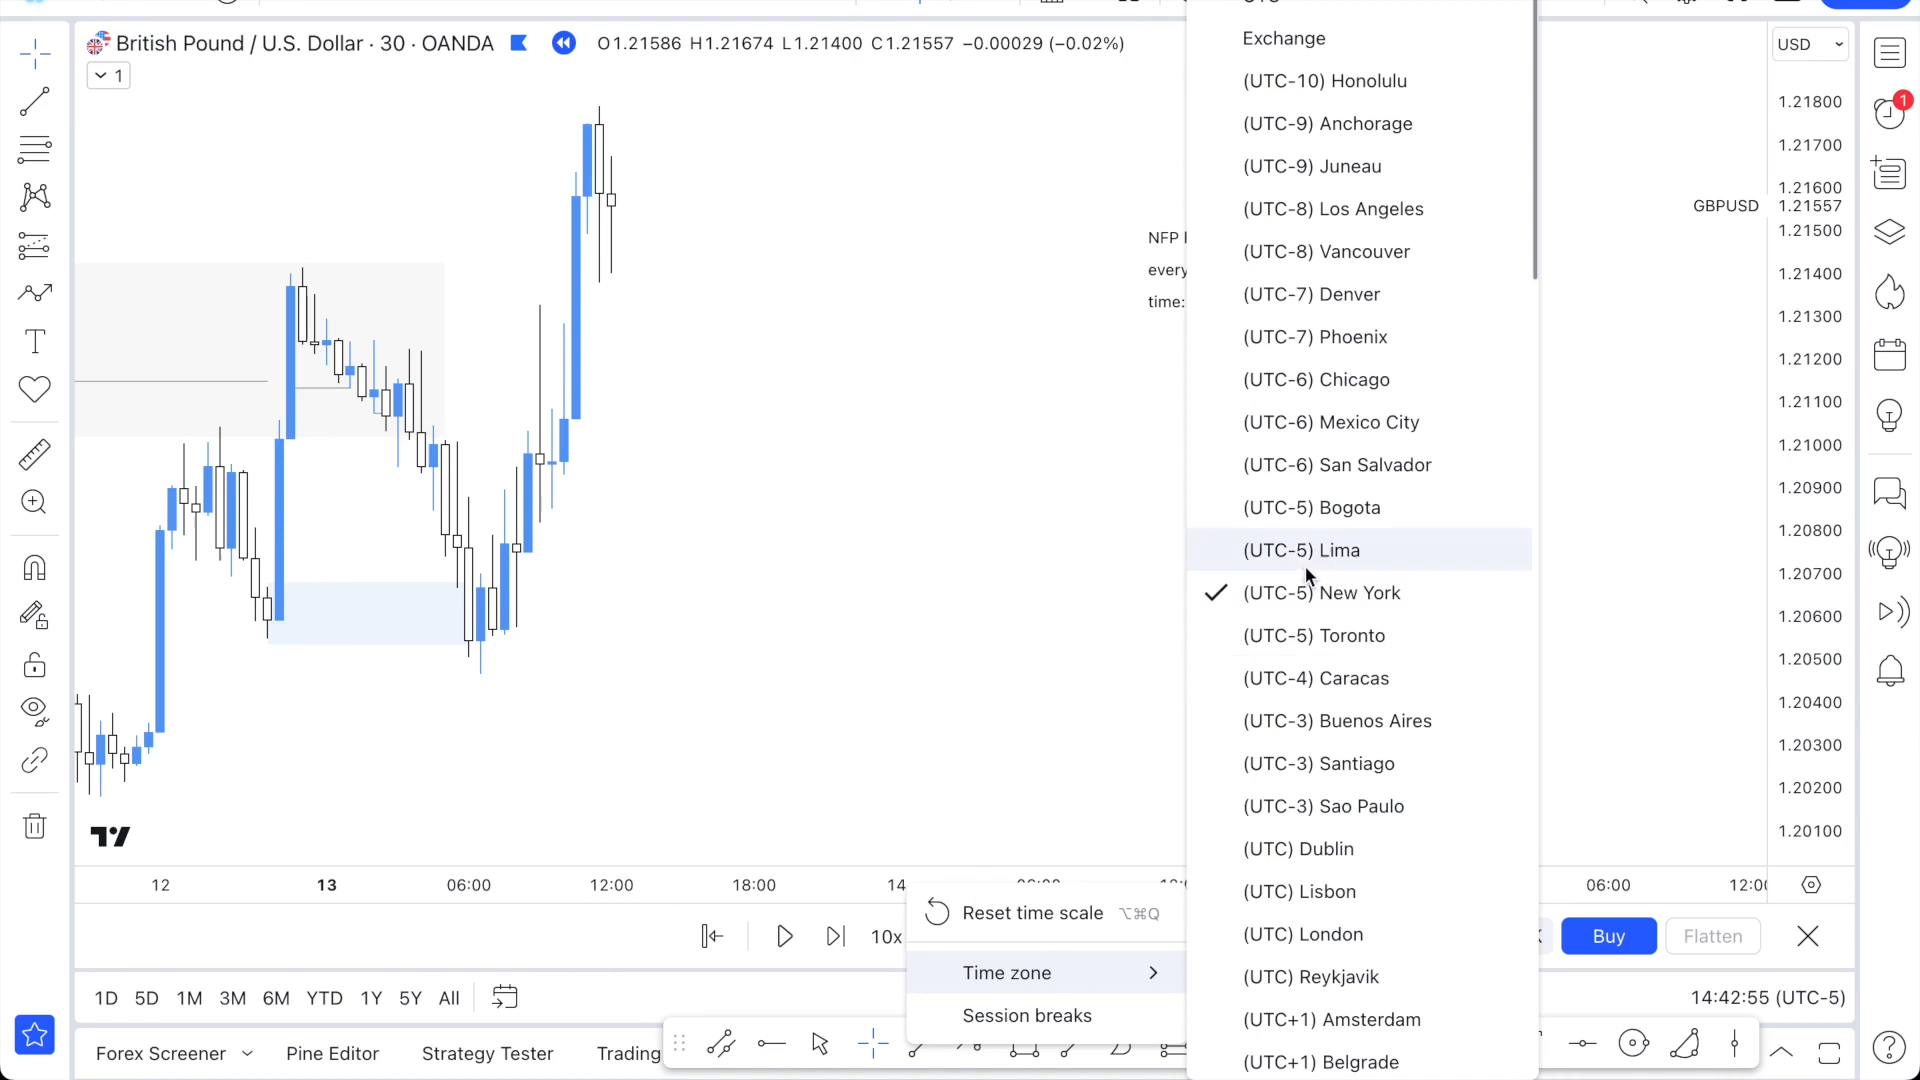 British Pound / U.S. Dollar · 30 · OANDA
O1.21586 H1.21674 L1.21400 C1.21557 −0.00029 (−0.02%)
1
USD
1
1.21800
1.21700
1.21600
GBPUSD 1.21557
1.21500
1.21400
1.21300
1.21200
1.21100
1.21000
1.20900
1.20800
1.20700
1.20600
1.20500
1.20400
1.20300
1.20200
1.20100
NFP
every
time:
Exchange
(UTC-10) Honolulu
(UTC-9) Anchorage
(UTC-9) Juneau
(UTC-8) Los Angeles
(UTC-8) Vancouver
(UTC-7) Denver
(UTC-7) Phoenix
(UTC-6) Chicago
(UTC-6) Mexico City
(UTC-6) San Salvador
(UTC-5) Bogota
(UTC-5) Lima
(UTC-5) New York
(UTC-5) Toronto
(UTC-4) Caracas
(UTC-3) Buenos Aires
(UTC-3) Santiago
(UTC-3) Sao Paulo
(UTC) Dublin
(UTC) Lisbon
(UTC) London
(UTC) Reykjavik
(UTC+1) Amsterdam
(UTC+1) Belgrade
12 13 06:00 12:00 18:00 14 06:00 12:00
Reset time scale ⌥⌘Q
Time zone
Session breaks
10x
Buy Flatten
1D 5D 1M 3M 6M YTD 1Y 5Y All
14:42:55 (UTC-5)
Forex Screener Pine Editor Strategy Tester Trading